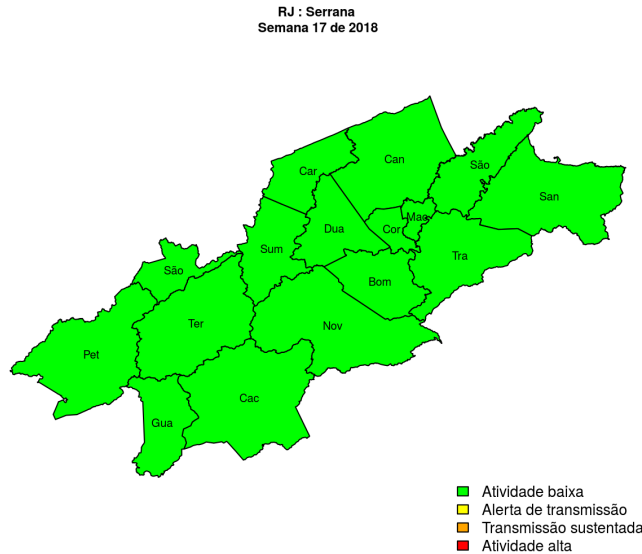 RJ : Serrana
Semana 17 de 2018
Can
São
Car
San
Mac
Dua
Cor
Sum
Tra
São
Bom
Ter
Nov
Pet
Cac
Gua
Atividade baixa
Alerta de transmissão
Transmissão sustentada
Atividade alta